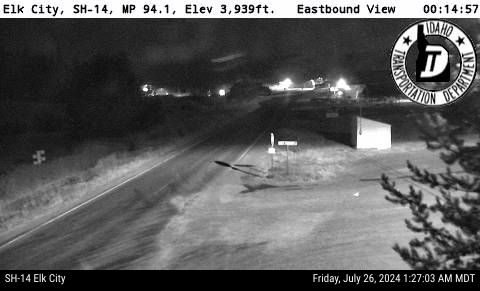 Elk City, SH-14, MP 94.1, Elev 3,939ft. Eastbound View 00:14:57
IDAHO
TRANSPORTATION DEPARTMENT
SH-14 Elk City Friday, July 26, 2024 1:27:03 AM MDT